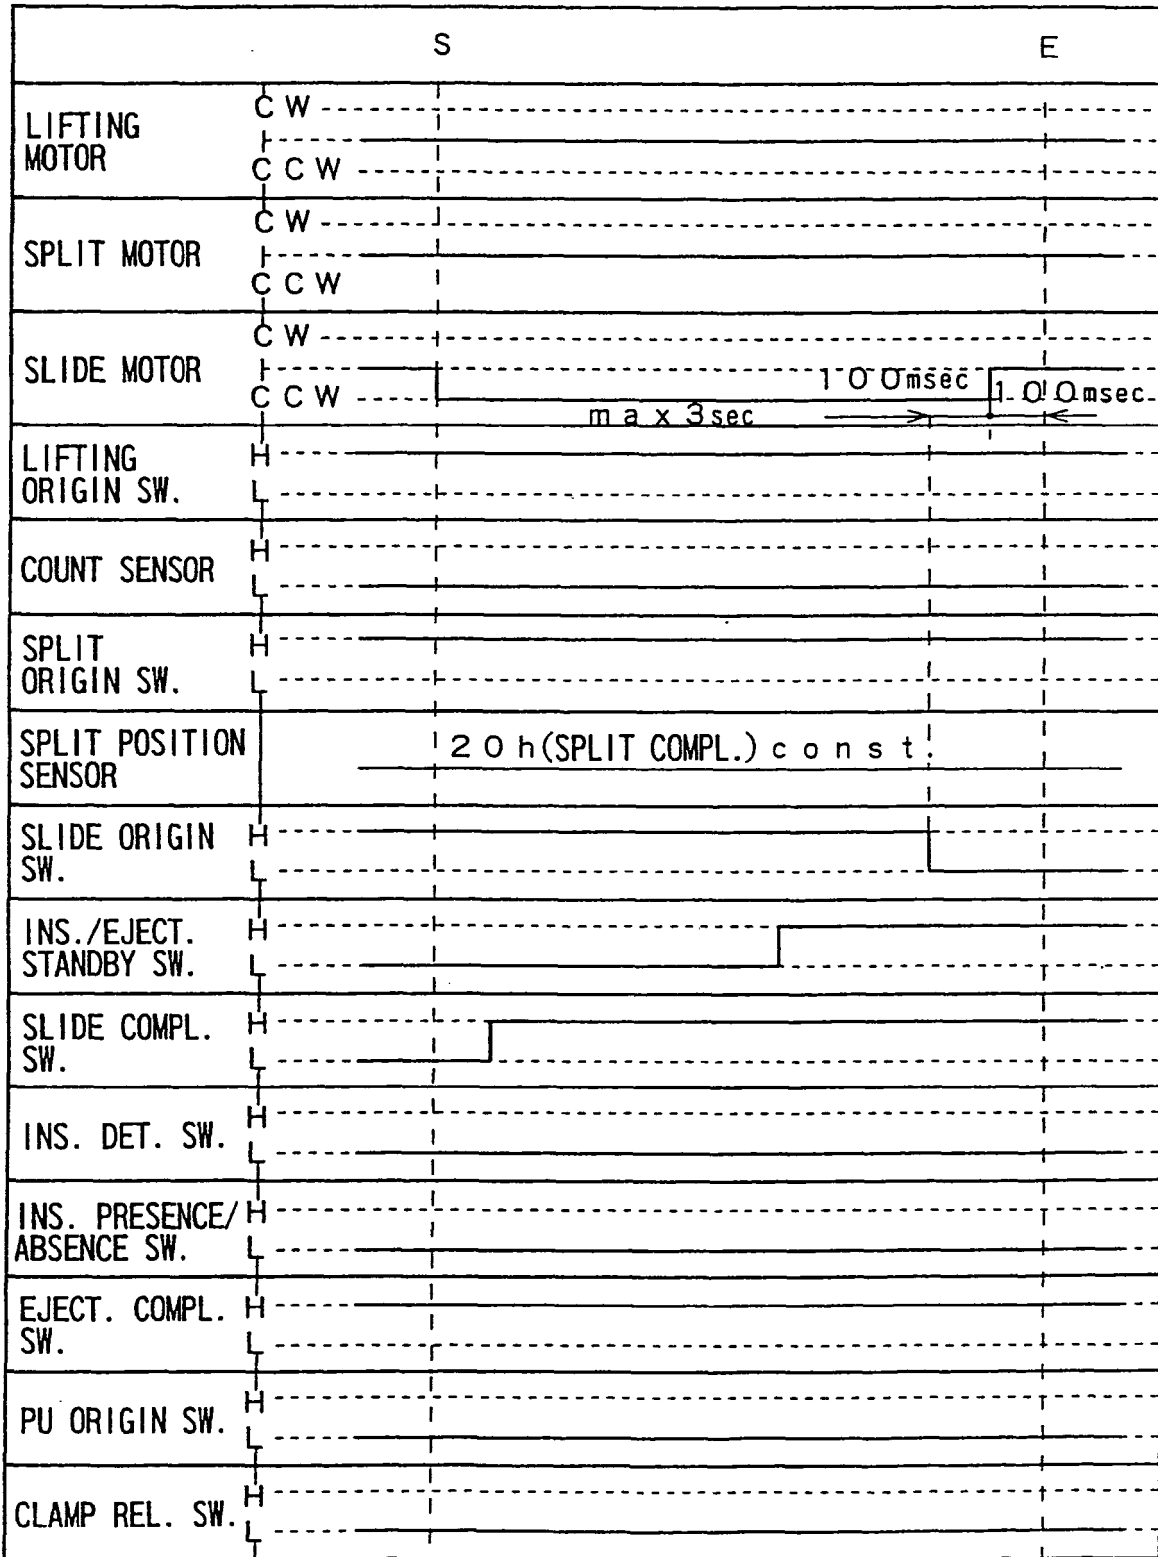 S E
LIFTING
MOTOR
CW
CCW
SPLIT MOTOR
CW
CCW
SLIDE MOTOR
CW
CCW
100msec
100msec
max 3sec
LIFTING
ORIGIN SW.
H
L
COUNT SENSOR
H
L
SPLIT
ORIGIN SW.
H
L
SPLIT POSITION
SENSOR
20h(SPLIT COMPL.)const.
SLIDE ORIGIN
SW.
H
L
INS./EJECT.
STANDBY SW.
H
L
SLIDE COMPL.
SW.
H
L
INS. DET. SW.
H
L
INS. PRESENCE/
ABSENCE SW.
H
L
EJECT. COMPL.
SW.
H
L
PU ORIGIN SW.
H
L
CLAMP REL. SW.
H
L